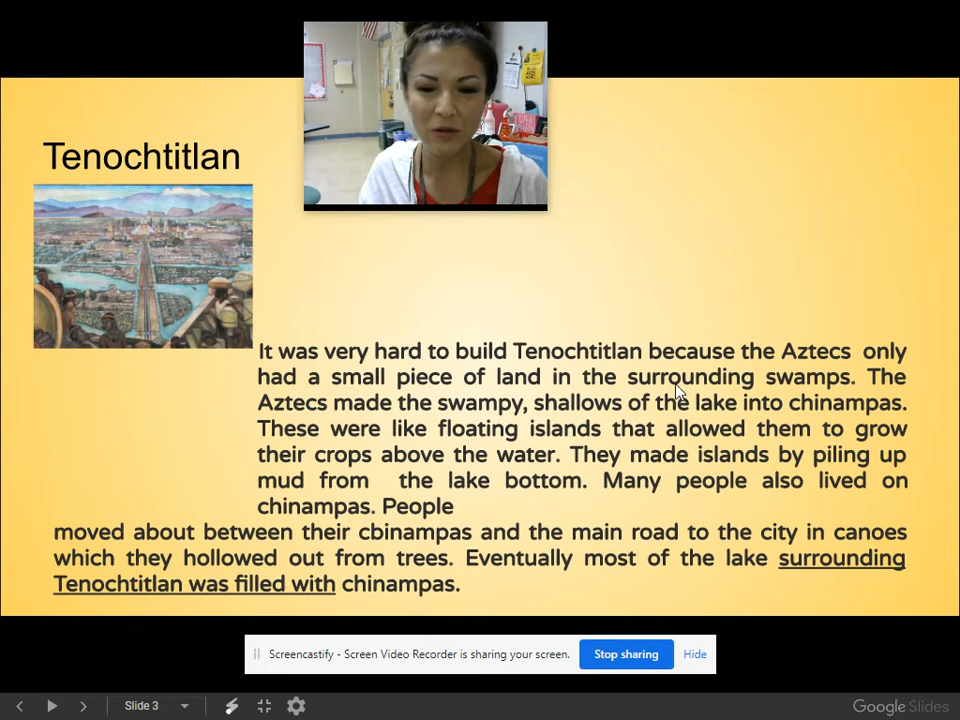 Tenochtitlan
It was very hard to build Tenochtitlan because the Aztecs only
had a small piece of land in the surrounding swamps. The
Aztecs made the swampy, shallows of the lake into chinampas.
These were like floating islands that allowed them to grow
their crops above the water. They made islands by piling up
mud from the lake bottom. Many people also lived on
chinampas. People
moved about between their cbinampas and the main road to the city in canoes
which they hollowed out from trees. Eventually most of the lake surrounding
Tenochtitlan was filled with chinampas.
Screencastify - Screen Video Recorder is sharing your screen. Stop sharing Hide
Slide 3
Google Slides